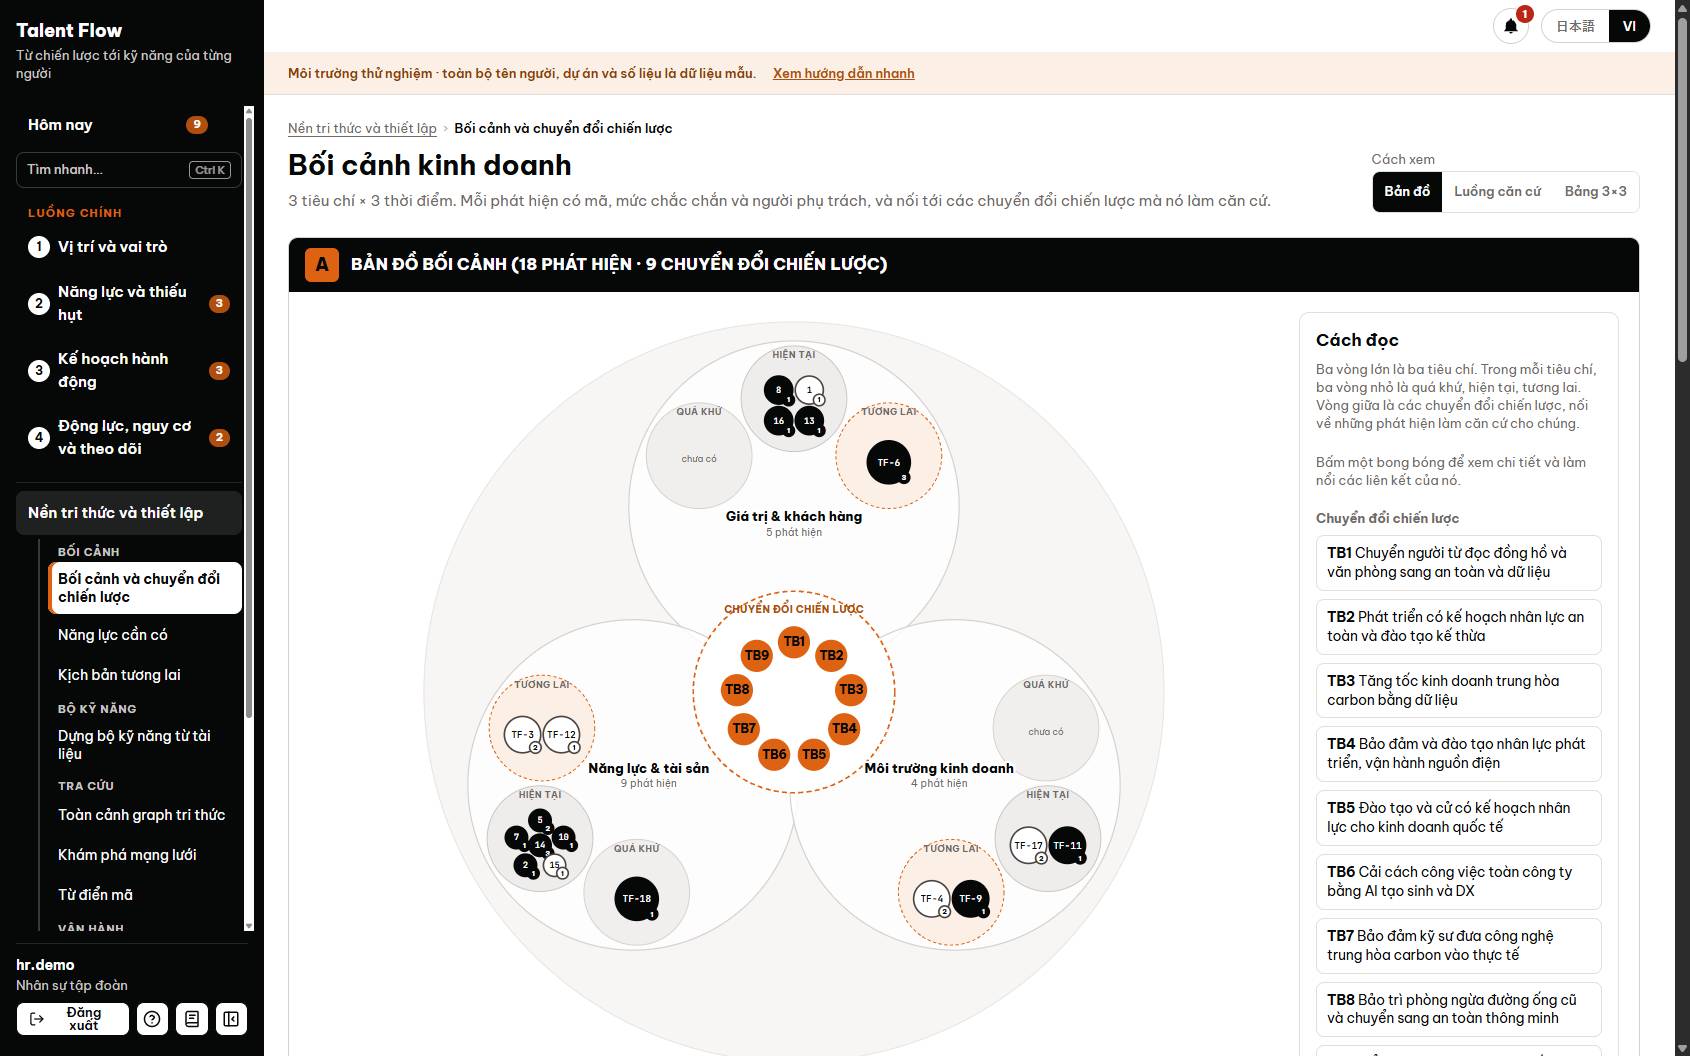 Talent Flow
Từ chiến lược tới kỹ năng của từng
người
Hôm nay
9
Tìm nhanh...
Ctrl K
LUỒNG CHÍNH
1 Vị trí và vai trò
2 Năng lực và thiếu
hụt
3
3 Kế hoạch hành
động
3
4 Động lực, nguy cơ
và theo dõi
2
Nền tri thức và thiết lập
BỐI CẢNH
Bối cảnh và chuyển đổi
chiến lược
Năng lực cần có
Kịch bản tương lai
BỘ KỸ NĂNG
Dựng bộ kỹ năng từ tài
liệu
TRA CỨU
Toàn cảnh graph tri thức
Khám phá mạng lưới
Từ điển mã
VẬN HÀNH
hr.demo
Nhân sự tập đoàn
Đăng
xuất
1
日本語
VI
Môi trường thử nghiệm · toàn bộ tên người, dự án và số liệu là dữ liệu mẫu.
Xem hướng dẫn nhanh
Nền tri thức và thiết lập › Bối cảnh và chuyển đổi chiến lược
Bối cảnh kinh doanh
3 tiêu chí × 3 thời điểm. Mỗi phát hiện có mã, mức chắc chắn và người phụ trách, và nối tới các chuyển đổi chiến lược mà nó làm căn cứ.
Cách xem
Bản đồ
Luồng căn cứ
Bảng 3×3
A BẢN ĐỒ BỐI CẢNH (18 PHÁT HIỆN · 9 CHUYỂN ĐỔI CHIẾN LƯỢC)
HIỆN TẠI
8 1
1 1
16 1
13 1
QUÁ KHỨ
chưa có
TƯƠNG LAI
TF-6
3
Giá trị & khách hàng
5 phát hiện
CHUYỂN ĐỔI CHIẾN LƯỢC
TB1
TB2
TB3
TB4
TB5
TB6
TB7
TB8
TB9
TƯƠNG LAI
TF-3
2
TF-12
1
Năng lực & tài sản
9 phát hiện
HIỆN TẠI
5
2
7
1
14
10
1
2
1
15
1
QUÁ KHỨ
TF-18
1
QUÁ KHỨ
chưa có
Môi trường kinh doanh
4 phát hiện
HIỆN TẠI
TF-17
2
TF-11
1
TƯƠNG LAI
TF-4
2
TF-9
1
Cách đọc
Ba vòng lớn là ba tiêu chí. Trong mỗi tiêu chí,
ba vòng nhỏ là quá khứ, hiện tại, tương lai.
Vòng giữa là các chuyển đổi chiến lược, nối
về những phát hiện làm căn cứ cho chúng.
Bấm một bong bóng để xem chi tiết và làm
nổi các liên kết của nó.
Chuyển đổi chiến lược
TB1 Chuyển người từ đọc đồng hồ và
văn phòng sang an toàn và dữ liệu
TB2 Phát triển có kế hoạch nhân lực an
toàn và đào tạo kế thừa
TB3 Tăng tốc kinh doanh trung hòa
carbon bằng dữ liệu
TB4 Bảo đảm và đào tạo nhân lực phát
triển, vận hành nguồn điện
TB5 Đào tạo và cử có kế hoạch nhân
lực cho kinh doanh quốc tế
TB6 Cải cách công việc toàn công ty
bằng AI tạo sinh và DX
TB7 Bảo đảm kỹ sư đưa công nghệ
trung hòa carbon vào thực tế
TB8 Bảo trì phòng ngừa đường ống cũ
và chuyển sang an toàn thông minh